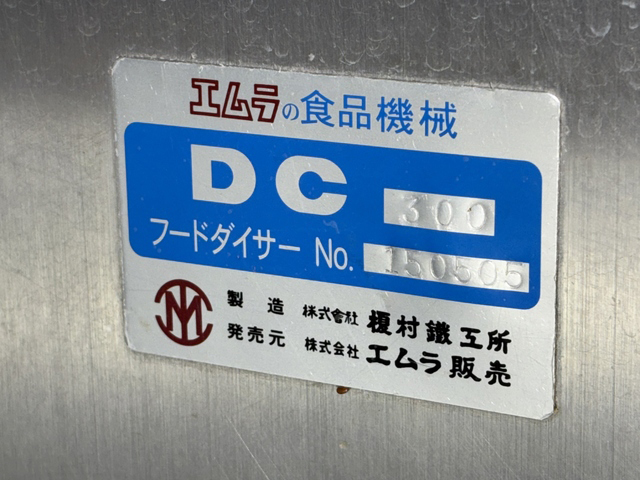 エムラの食品機械
DC 300
フードダイサー No. 150505
製造 株式会社 榎村鐵工所
発売元 株式会社 エムラ販売